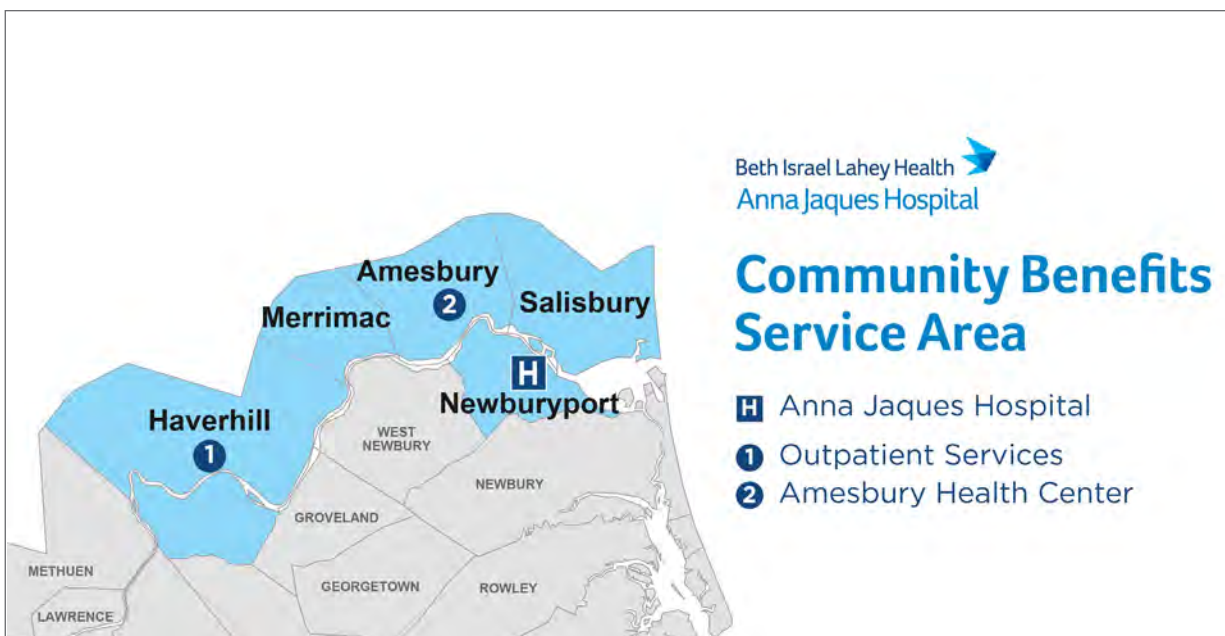 Beth Israel Lahey Health
Anna Jaques Hospital
Community Benefits
Service Area
H Anna Jaques Hospital
1 Outpatient Services
2 Amesbury Health Center
Amesbury
2
Salisbury
Merrimac
H
Newburyport
Haverhill
1
WEST
NEWBURY
NEWBURY
GROVELAND
METHUEN
GEORGETOWN
ROWLEY
LAWRENCE